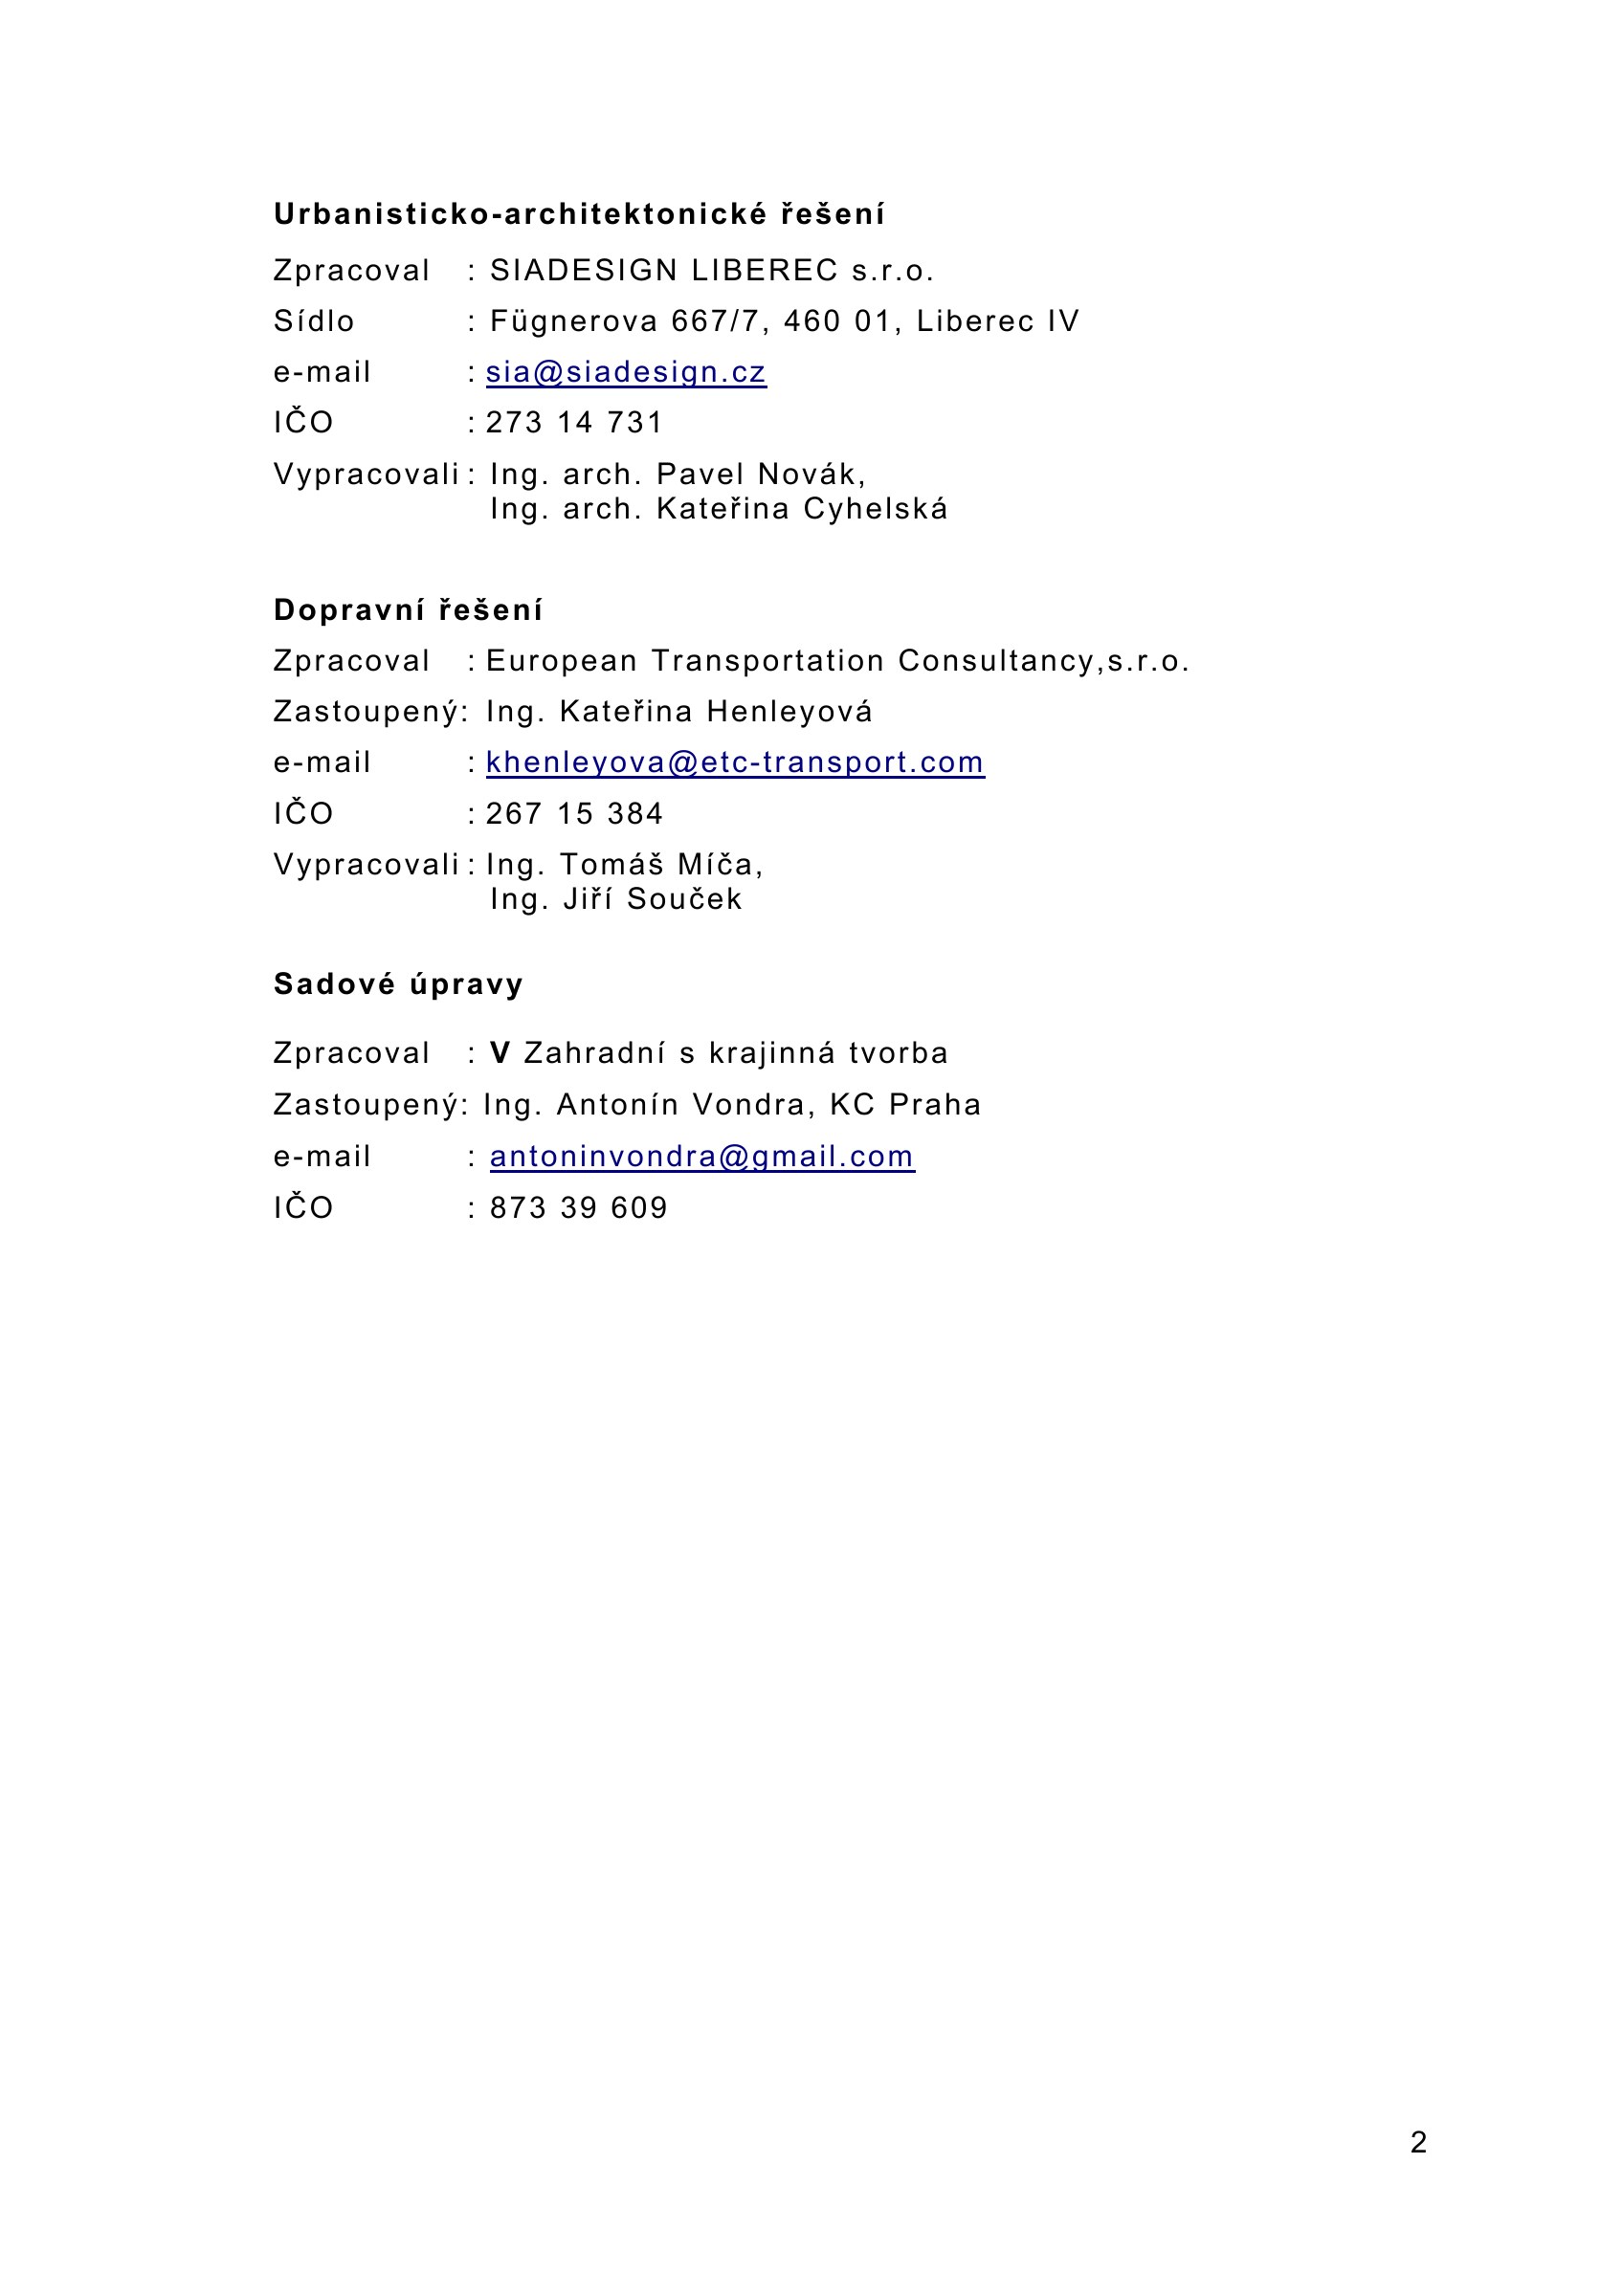 Urbanisticko-architektonické řešení
Zpracoval : SIADESIGN LIBEREC s.r.o.
Sídlo : Fügnerova 667/7, 460 01, Liberec IV
e-mail : sia@siadesign.cz
IČO : 273 14 731
Vypracovali : Ing. arch. Pavel Novák,
Ing. arch. Kateřina Cyhelská
Dopravní řešení
Zpracoval : European Transportation Consultancy,s.r.o.
Zastoupený: Ing. Kateřina Henleyová
e-mail : khenleyova@etc-transport.com
IČO : 267 15 384
Vypracovali : Ing. Tomáš Míča,
Ing. Jiří Souček
Sadové úpravy
Zpracoval : V Zahradní s krajinná tvorba
Zastoupený: Ing. Antonín Vondra, KC Praha
e-mail : antoninvondra@gmail.com
IČO : 873 39 609
2